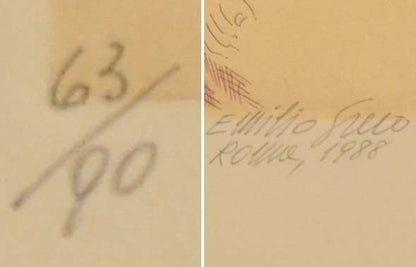 63/90
Emilio Greco
Roma, 1988